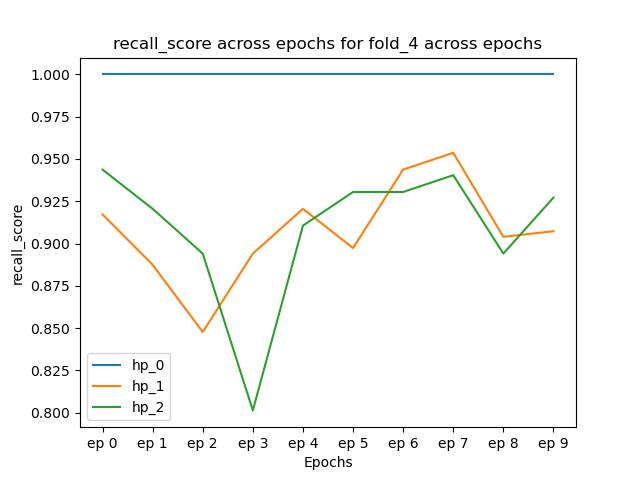 recall_score across epochs for fold_4 across epochs
recall_score
1.000
0.975
0.950
0.925
0.900
0.875
0.850
0.825
0.800
hp_0
hp_1
hp_2
ep 0 ep 1 ep 2 ep 3 ep 4 ep 5 ep 6 ep 7 ep 8 ep 9
Epochs